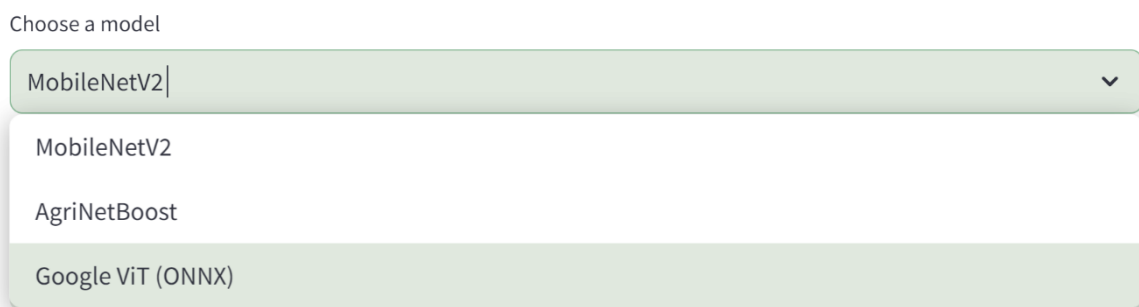 Choose a model
MobileNetV2
MobileNetV2
AgriNetBoost
Google ViT (ONNX)